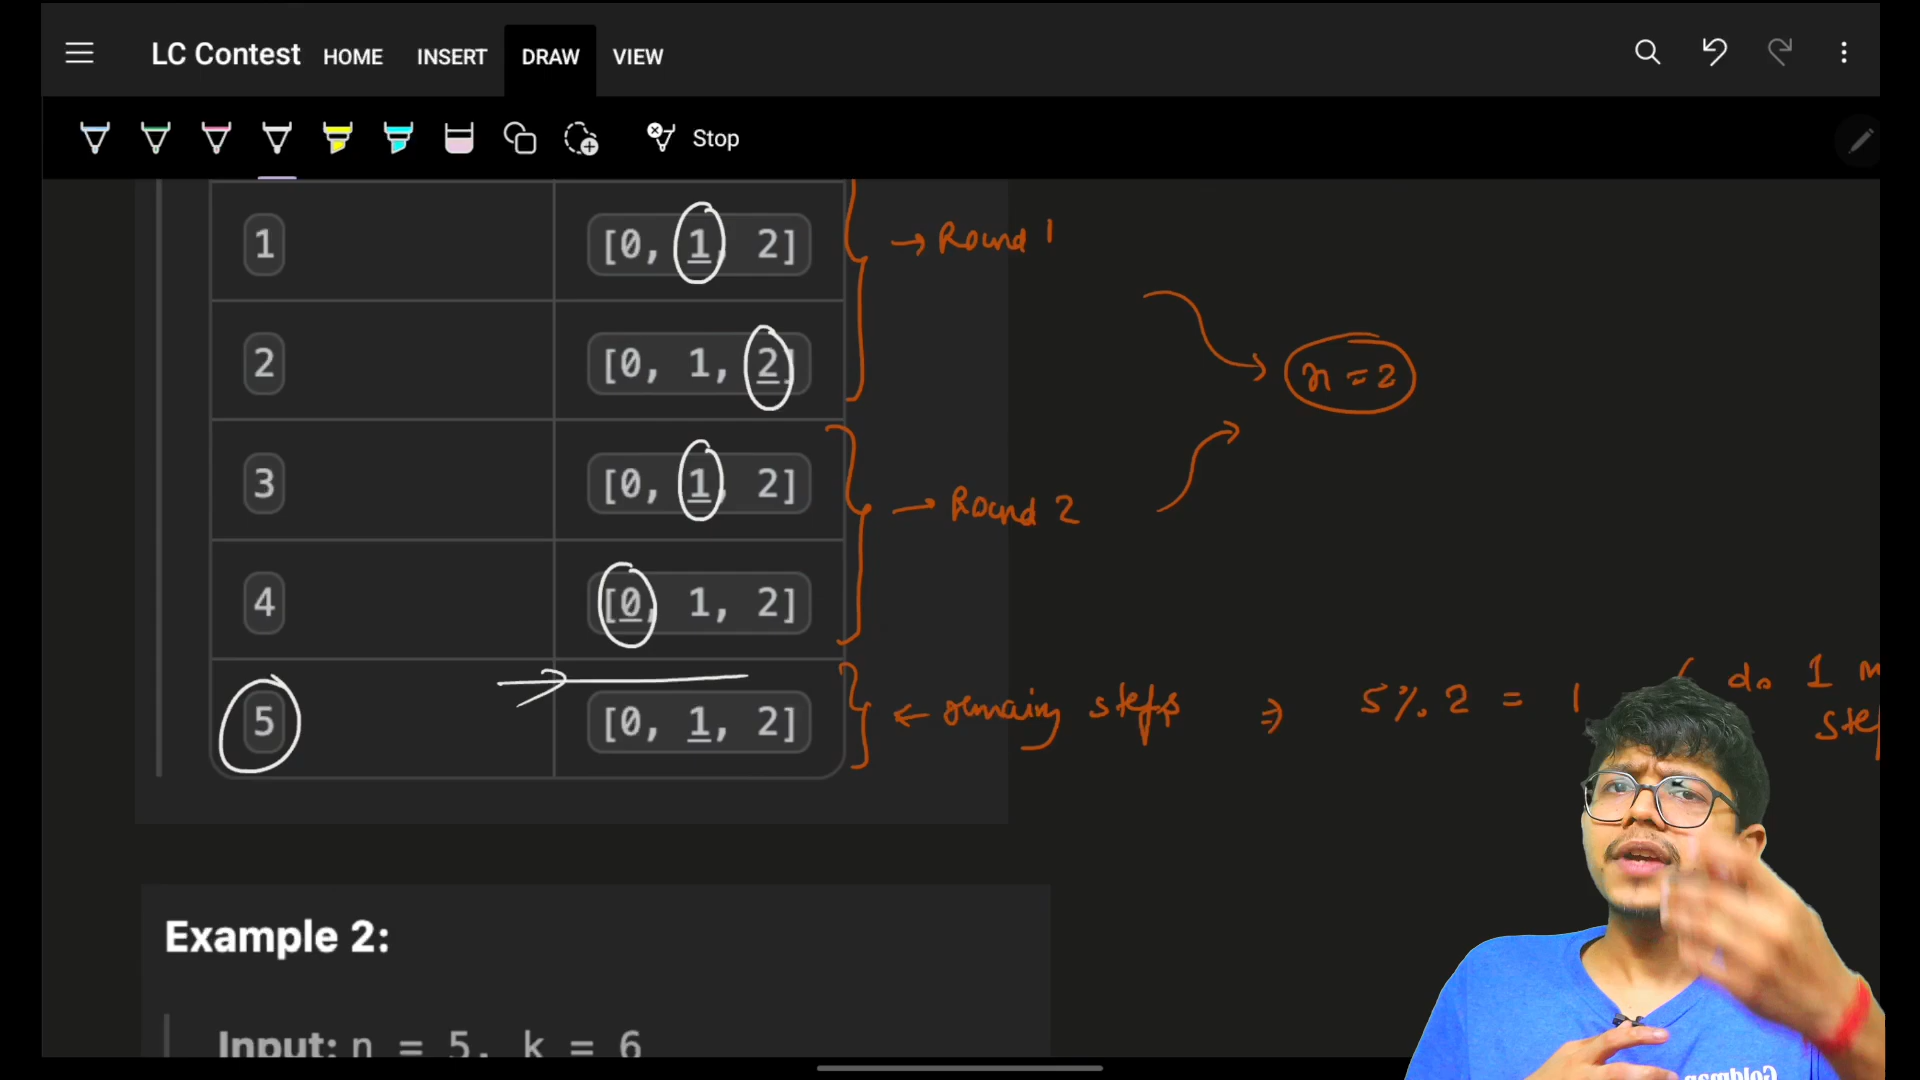 LC Contest HOME INSERT DRAW VIEW
Stop
1 [0, 1, 2] → Round 1
2 [0, 1, 2]
n = 2
3 [0, 1, 2] → Round 2
4 [0, 1, 2]
5 [0, 1, 2] ← remaining steps ⇒ 5 % 2 = 1
do 1
Example 2:
Input: n = 5, k = 6